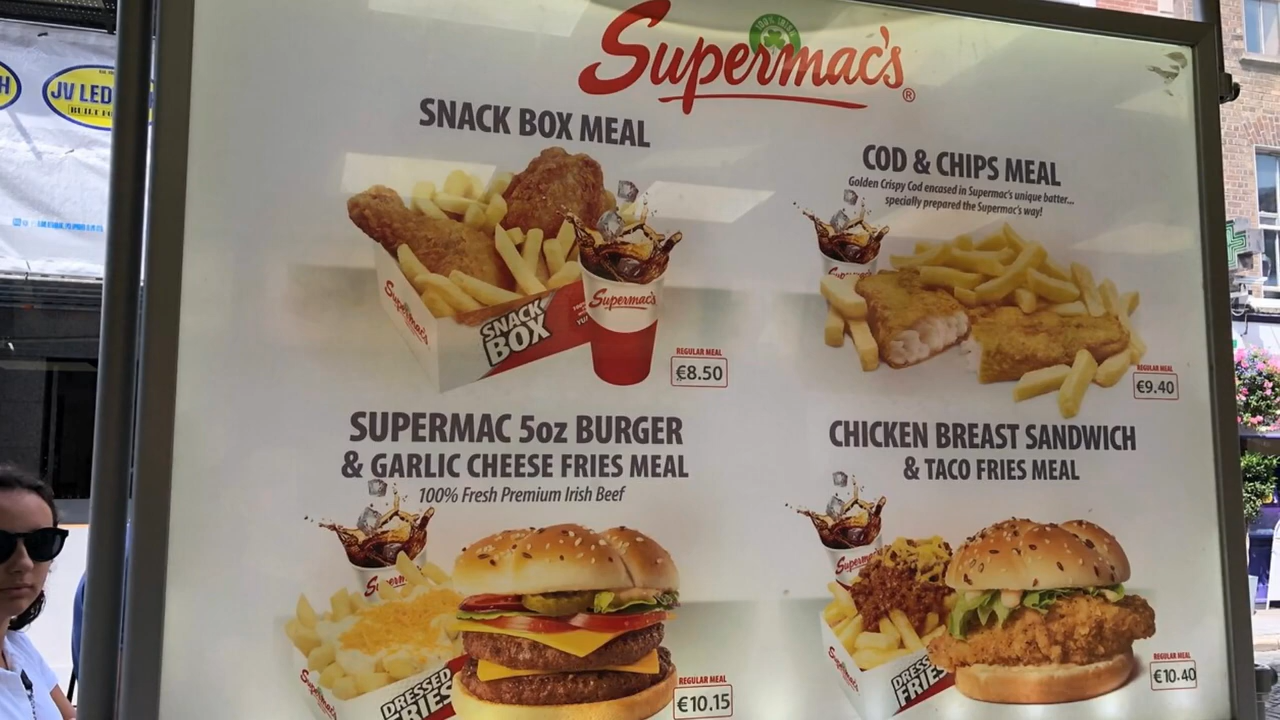 100% IRISH
Supermac's®
JV LED
SNACK BOX MEAL
Supermac's
SNACK
BOX
Supermac's
REGULAR MEAL
€8.50
COD & CHIPS MEAL
Golden Crispy Cod encased in Supermac's unique batter...
specially prepared the Supermac's way!
REGULAR MEAL
€9.40
SUPERMAC 5oz BURGER
& GARLIC CHEESE FRIES MEAL
100% Fresh Premium Irish Beef
DRESSED
FRIES
REGULAR MEAL
€10.15
CHICKEN BREAST SANDWICH
& TACO FRIES MEAL
DRESSED
FRIES
REGULAR MEAL
€10.40